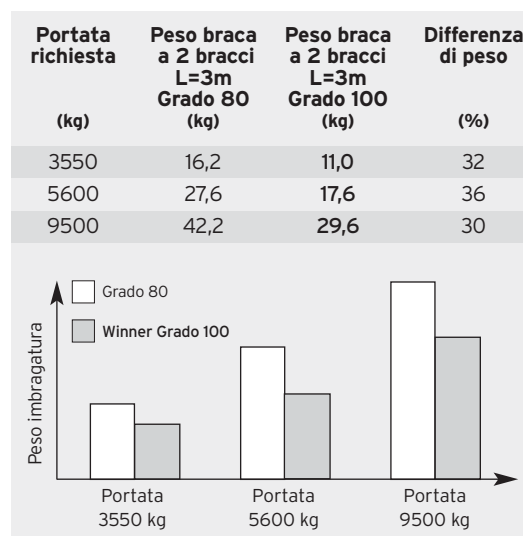 Portata richiesta (kg) Peso braca a 2 bracci L=3m Grado 80 (kg) Peso braca a 2 bracci L=3m Grado 100 (kg) Differenza di peso (%)
3550 16,2 11,0 32
5600 27,6 17,6 36
9500 42,2 29,6 30
Grado 80
Winner Grado 100
Peso imbragatura
Portata 3550 kg
Portata 5600 kg
Portata 9500 kg